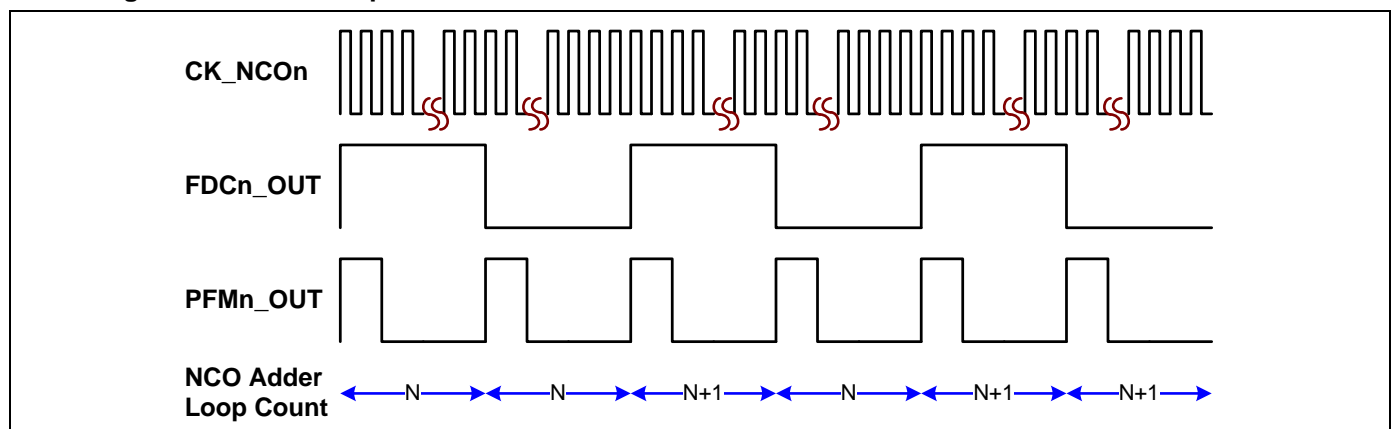 CK_NCOn
FDCn_OUT
PFMn_OUT
NCO Adder
Loop Count
N N N+1 N N+1 N+1